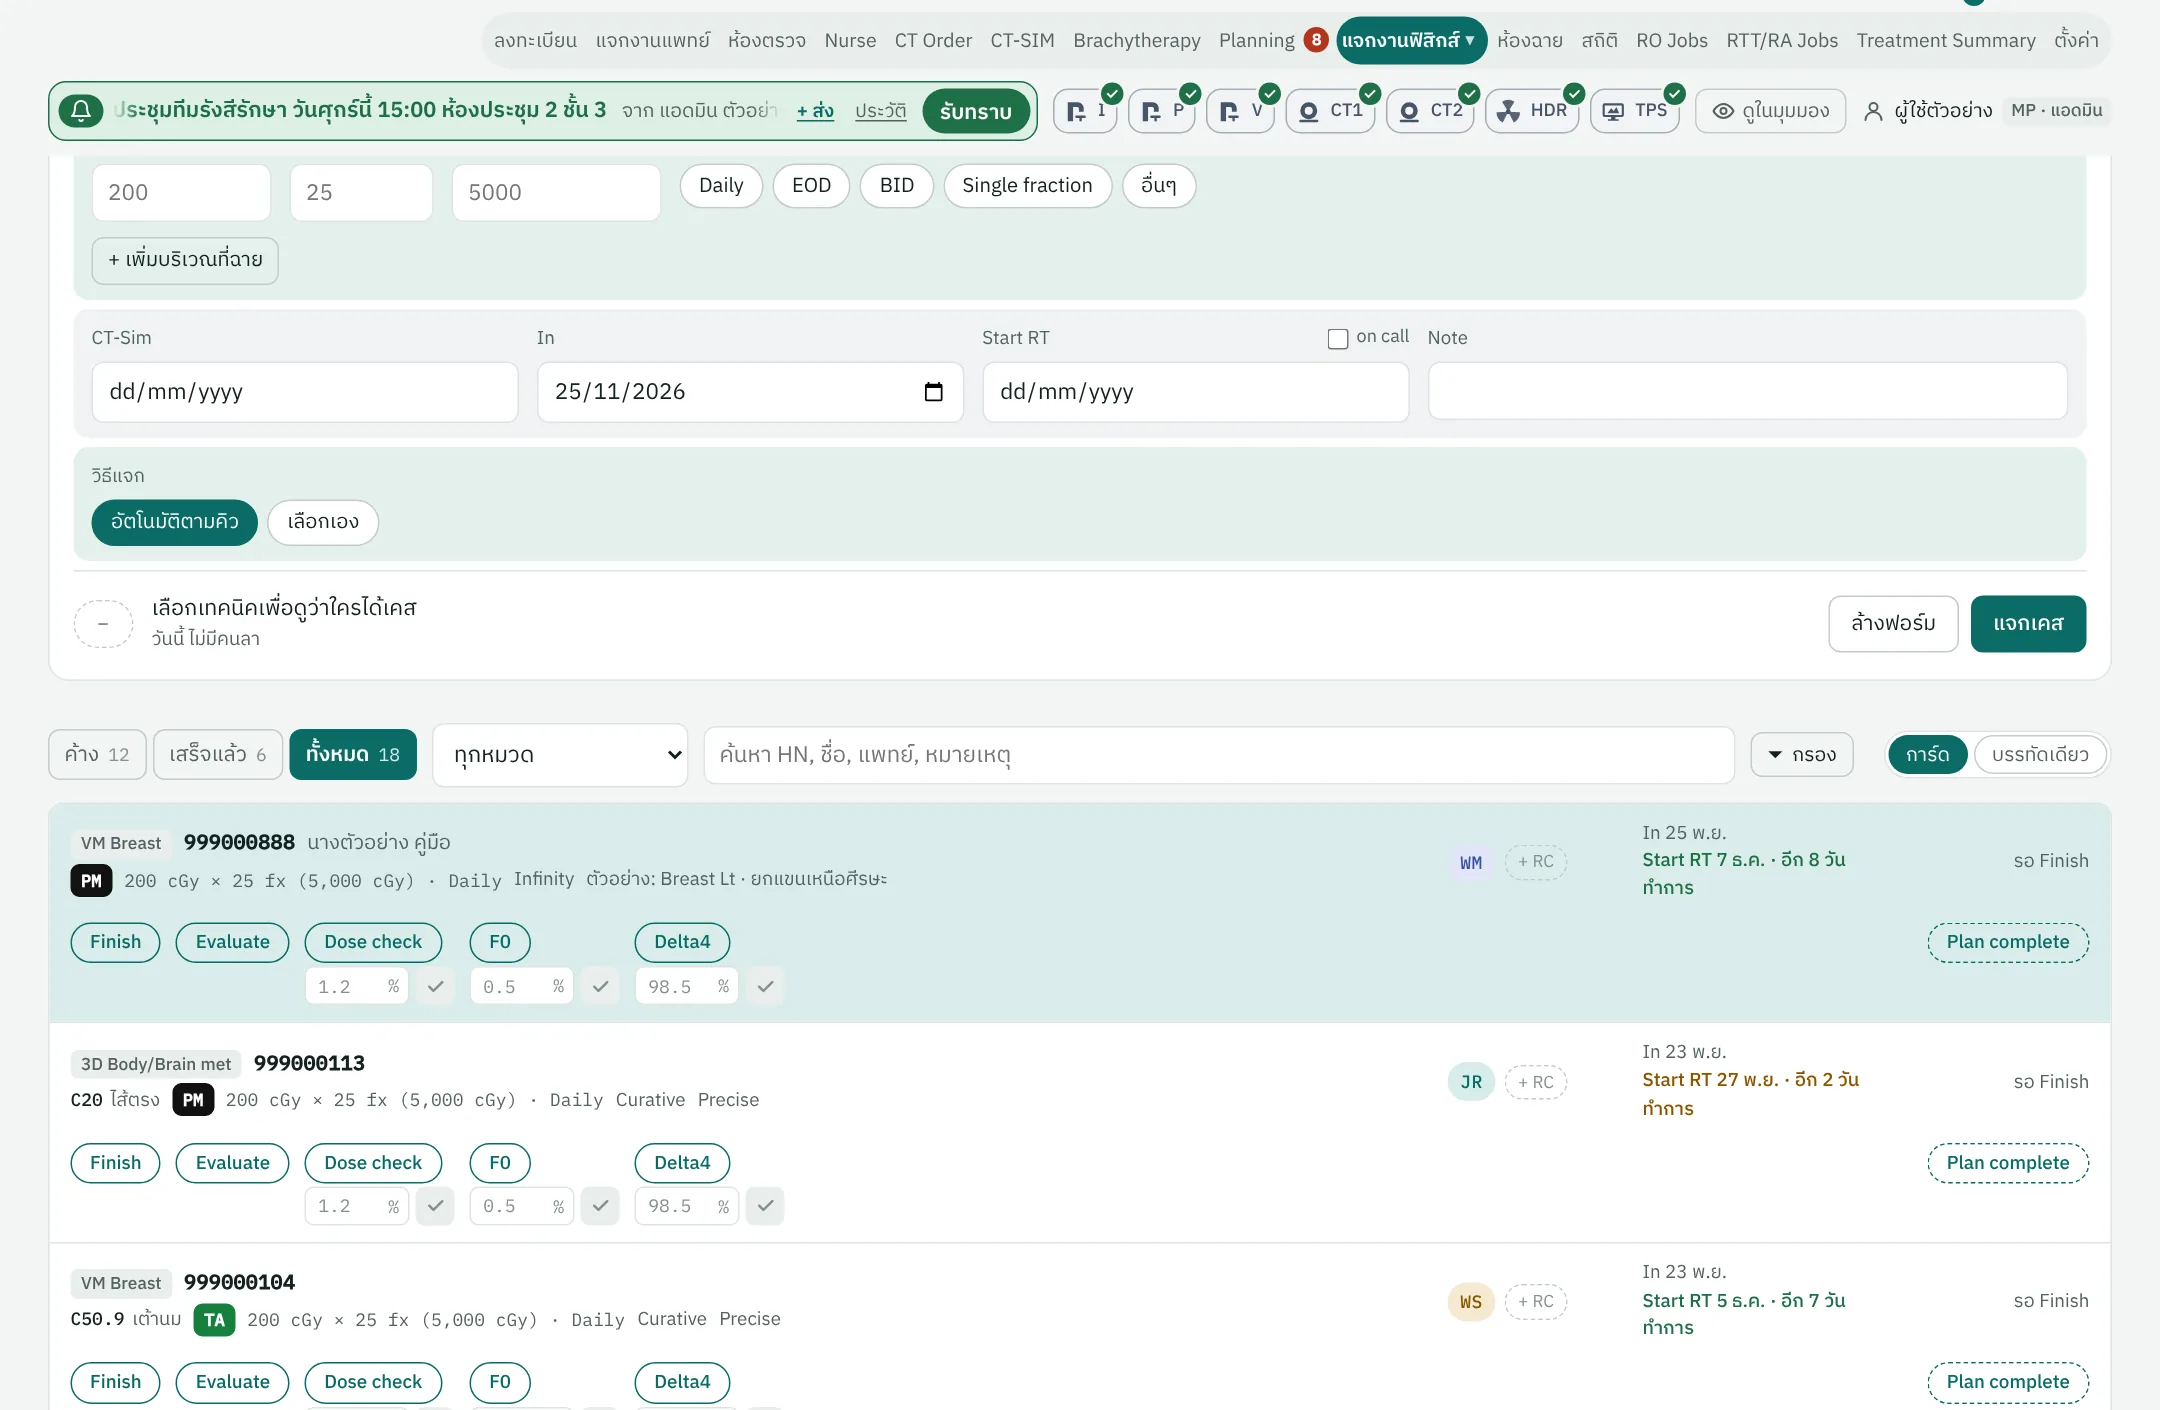 ลงทะเบียน แจกงานแพทย์ ห้องตรวจ Nurse CT Order CT-SIM Brachytherapy Planning 8 แจกงานฟิสิกส์ ▾ ห้องฉาย สถิติ RO Jobs RTT/RA Jobs Treatment Summary ตั้งค่า
ประชุมทีมรังสีรักษา วันศุกร์นี้ 15:00 ห้องประชุม 2 ชั้น 3 จาก แอดมิน ตัวอย่า + ส่ง ประวัติ รับทราบ I P V CT1 CT2 HDR TPS ดูในมุมมอง ผู้ใช้ตัวอย่าง MP · แอดมิน
200 25 5000 Daily EOD BID Single fraction อื่นๆ
+ เพิ่มบริเวณที่ฉาย
CT-Sim In Start RT on call Note
dd/mm/yyyy 25/11/2026 dd/mm/yyyy
วิธีแจก
อัตโนมัติตามคิว เลือกเอง
– เลือกเทคนิคเพื่อดูว่าใครได้เคส
วันนี้ ไม่มีคนลา
ล้างฟอร์ม แจกเคส
ค้าง 12 เสร็จแล้ว 6 ทั้งหมด 18 ทุกหมวด ค้นหา HN, ชื่อ, แพทย์, หมายเหตุ กรอง การ์ด บรรทัดเดียว
VM Breast 999000888 นางตัวอย่าง คู่มือ
PM 200 cGy × 25 fx (5,000 cGy) · Daily Infinity ตัวอย่าง: Breast Lt · ยกแขนเหนือศีรษะ
WM + RC
In 25 พ.ย.
Start RT 7 ธ.ค. · อีก 8 วัน
ทำการ
รอ Finish
Finish Evaluate Dose check F0 Delta4 Plan complete
1.2 % 0.5 % 98.5 %
3D Body/Brain met 999000113
C20 ไส้ตรง PM 200 cGy × 25 fx (5,000 cGy) · Daily Curative Precise
JR + RC
In 23 พ.ย.
Start RT 27 พ.ย. · อีก 2 วัน
ทำการ
รอ Finish
Finish Evaluate Dose check F0 Delta4 Plan complete
1.2 % 0.5 % 98.5 %
VM Breast 999000104
C50.9 เต้านม TA 200 cGy × 25 fx (5,000 cGy) · Daily Curative Precise
WS + RC
In 23 พ.ย.
Start RT 5 ธ.ค. · อีก 7 วัน
ทำการ
รอ Finish
Finish Evaluate Dose check F0 Delta4 Plan complete